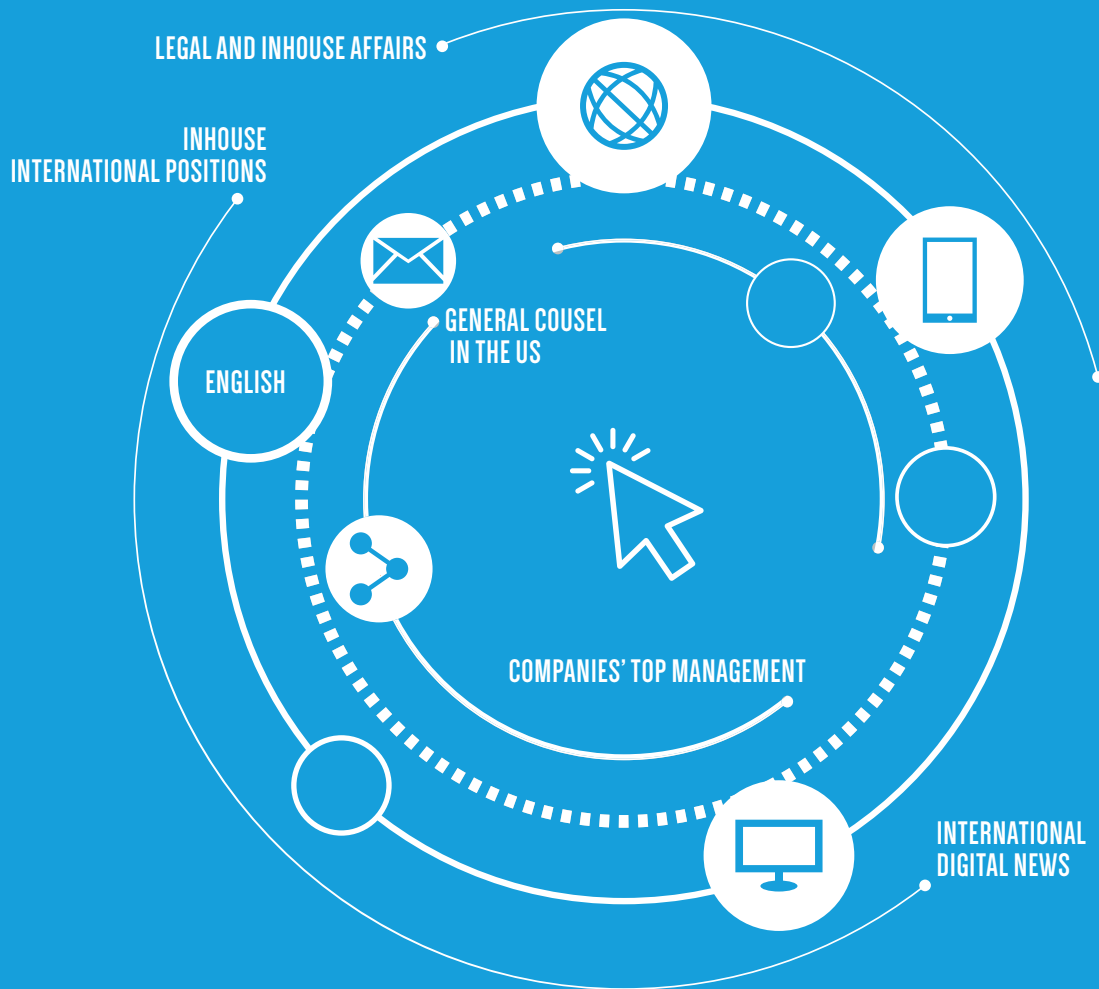 LEGAL AND INHOUSE AFFAIRS
INHOUSE
INTERNATIONAL POSITIONS
GENERAL COUSEL
IN THE US
ENGLISH
COMPANIES’ TOP MANAGEMENT
INTERNATIONAL
DIGITAL NEWS